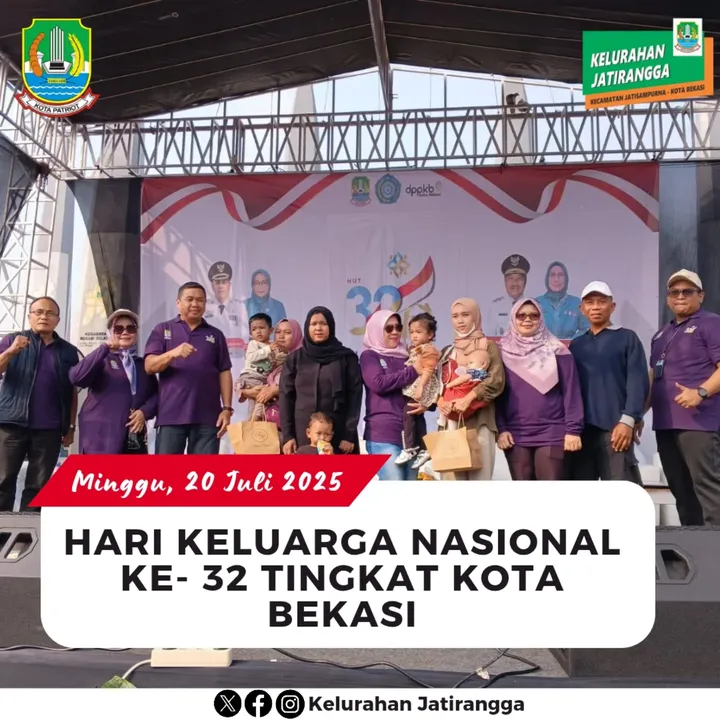 KOTA PATRIOT
KELURAHAN
JATIRANGGA
KECAMATAN JATISAMPURNA - KOTA BEKASI
dppkb
HUT
32
Minggu, 20 Juli 2025
HARI KELUARGA NASIONAL
KE- 32 TINGKAT KOTA
BEKASI
Kelurahan Jatirangga